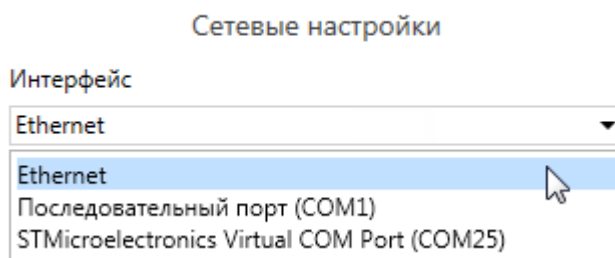 Сетевые настройки
Интерфейс
Ethernet
Ethernet
Последовательный порт (COM1)
STMicroelectronics Virtual COM Port (COM25)